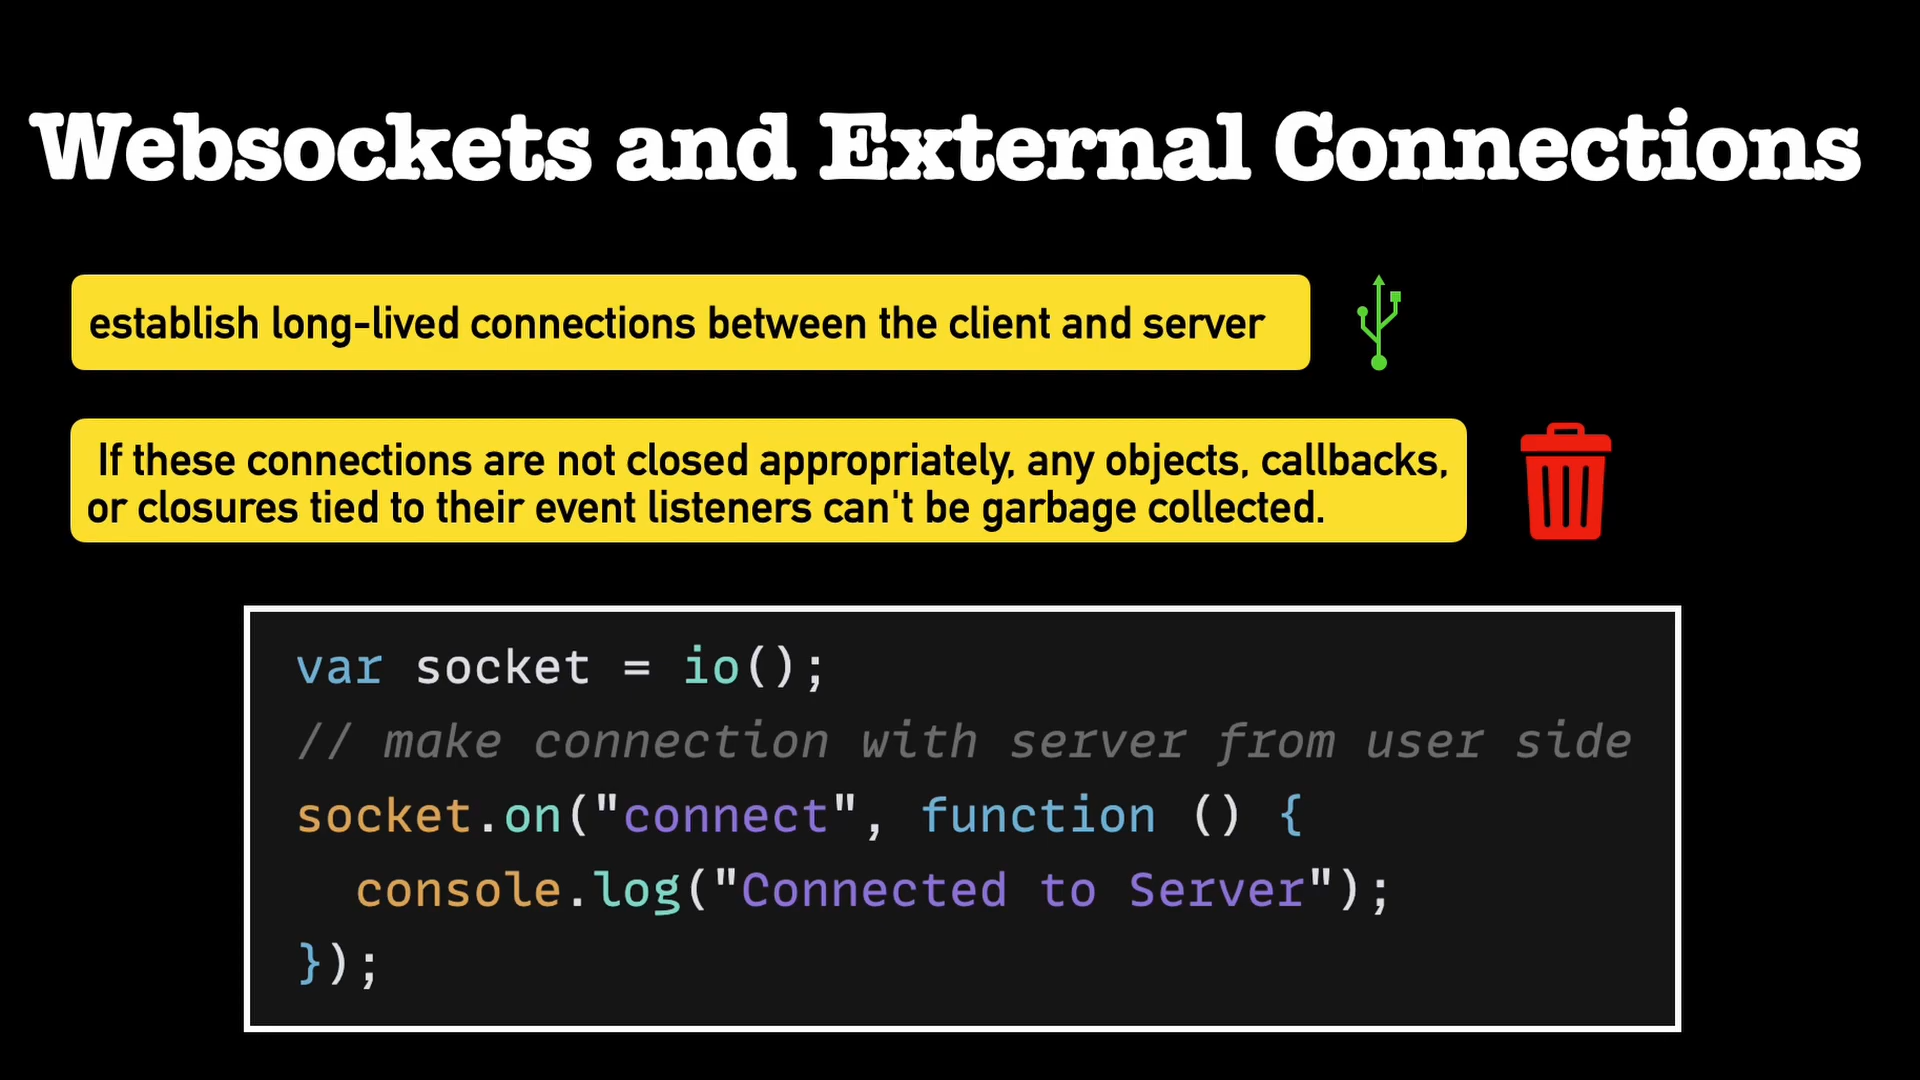 Websockets and External Connections
establish long-lived connections between the client and server
If these connections are not closed appropriately, any objects, callbacks,
or closures tied to their event listeners can't be garbage collected.
var socket = io();
// make connection with server from user side
socket.on("connect", function () {
  console.log("Connected to Server");
});